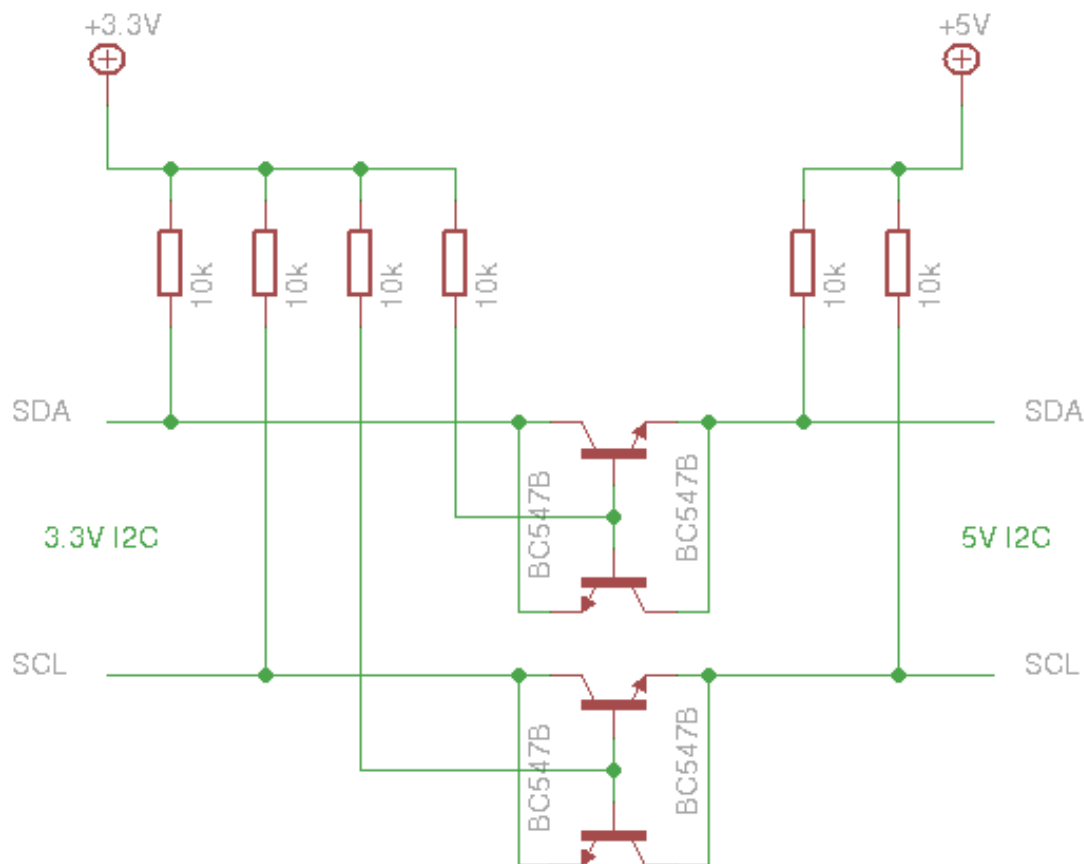 +3.3V
+5V
10k
10k
10k
10k
10k
10k
SDA
SDA
BC547B
BC547B
3.3V I2C
5V I2C
SCL
SCL
BC547B
BC547B